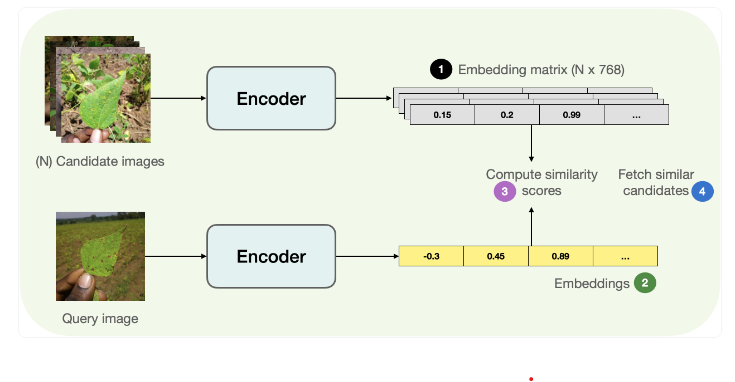 1 Embedding matrix (N x 768)
Encoder
0.15 0.2 0.99 ...
(N) Candidate images
Compute similarity
3 scores
Fetch similar
candidates 4
Encoder
-0.3 0.45 0.89 ...
Embeddings 2
Query image